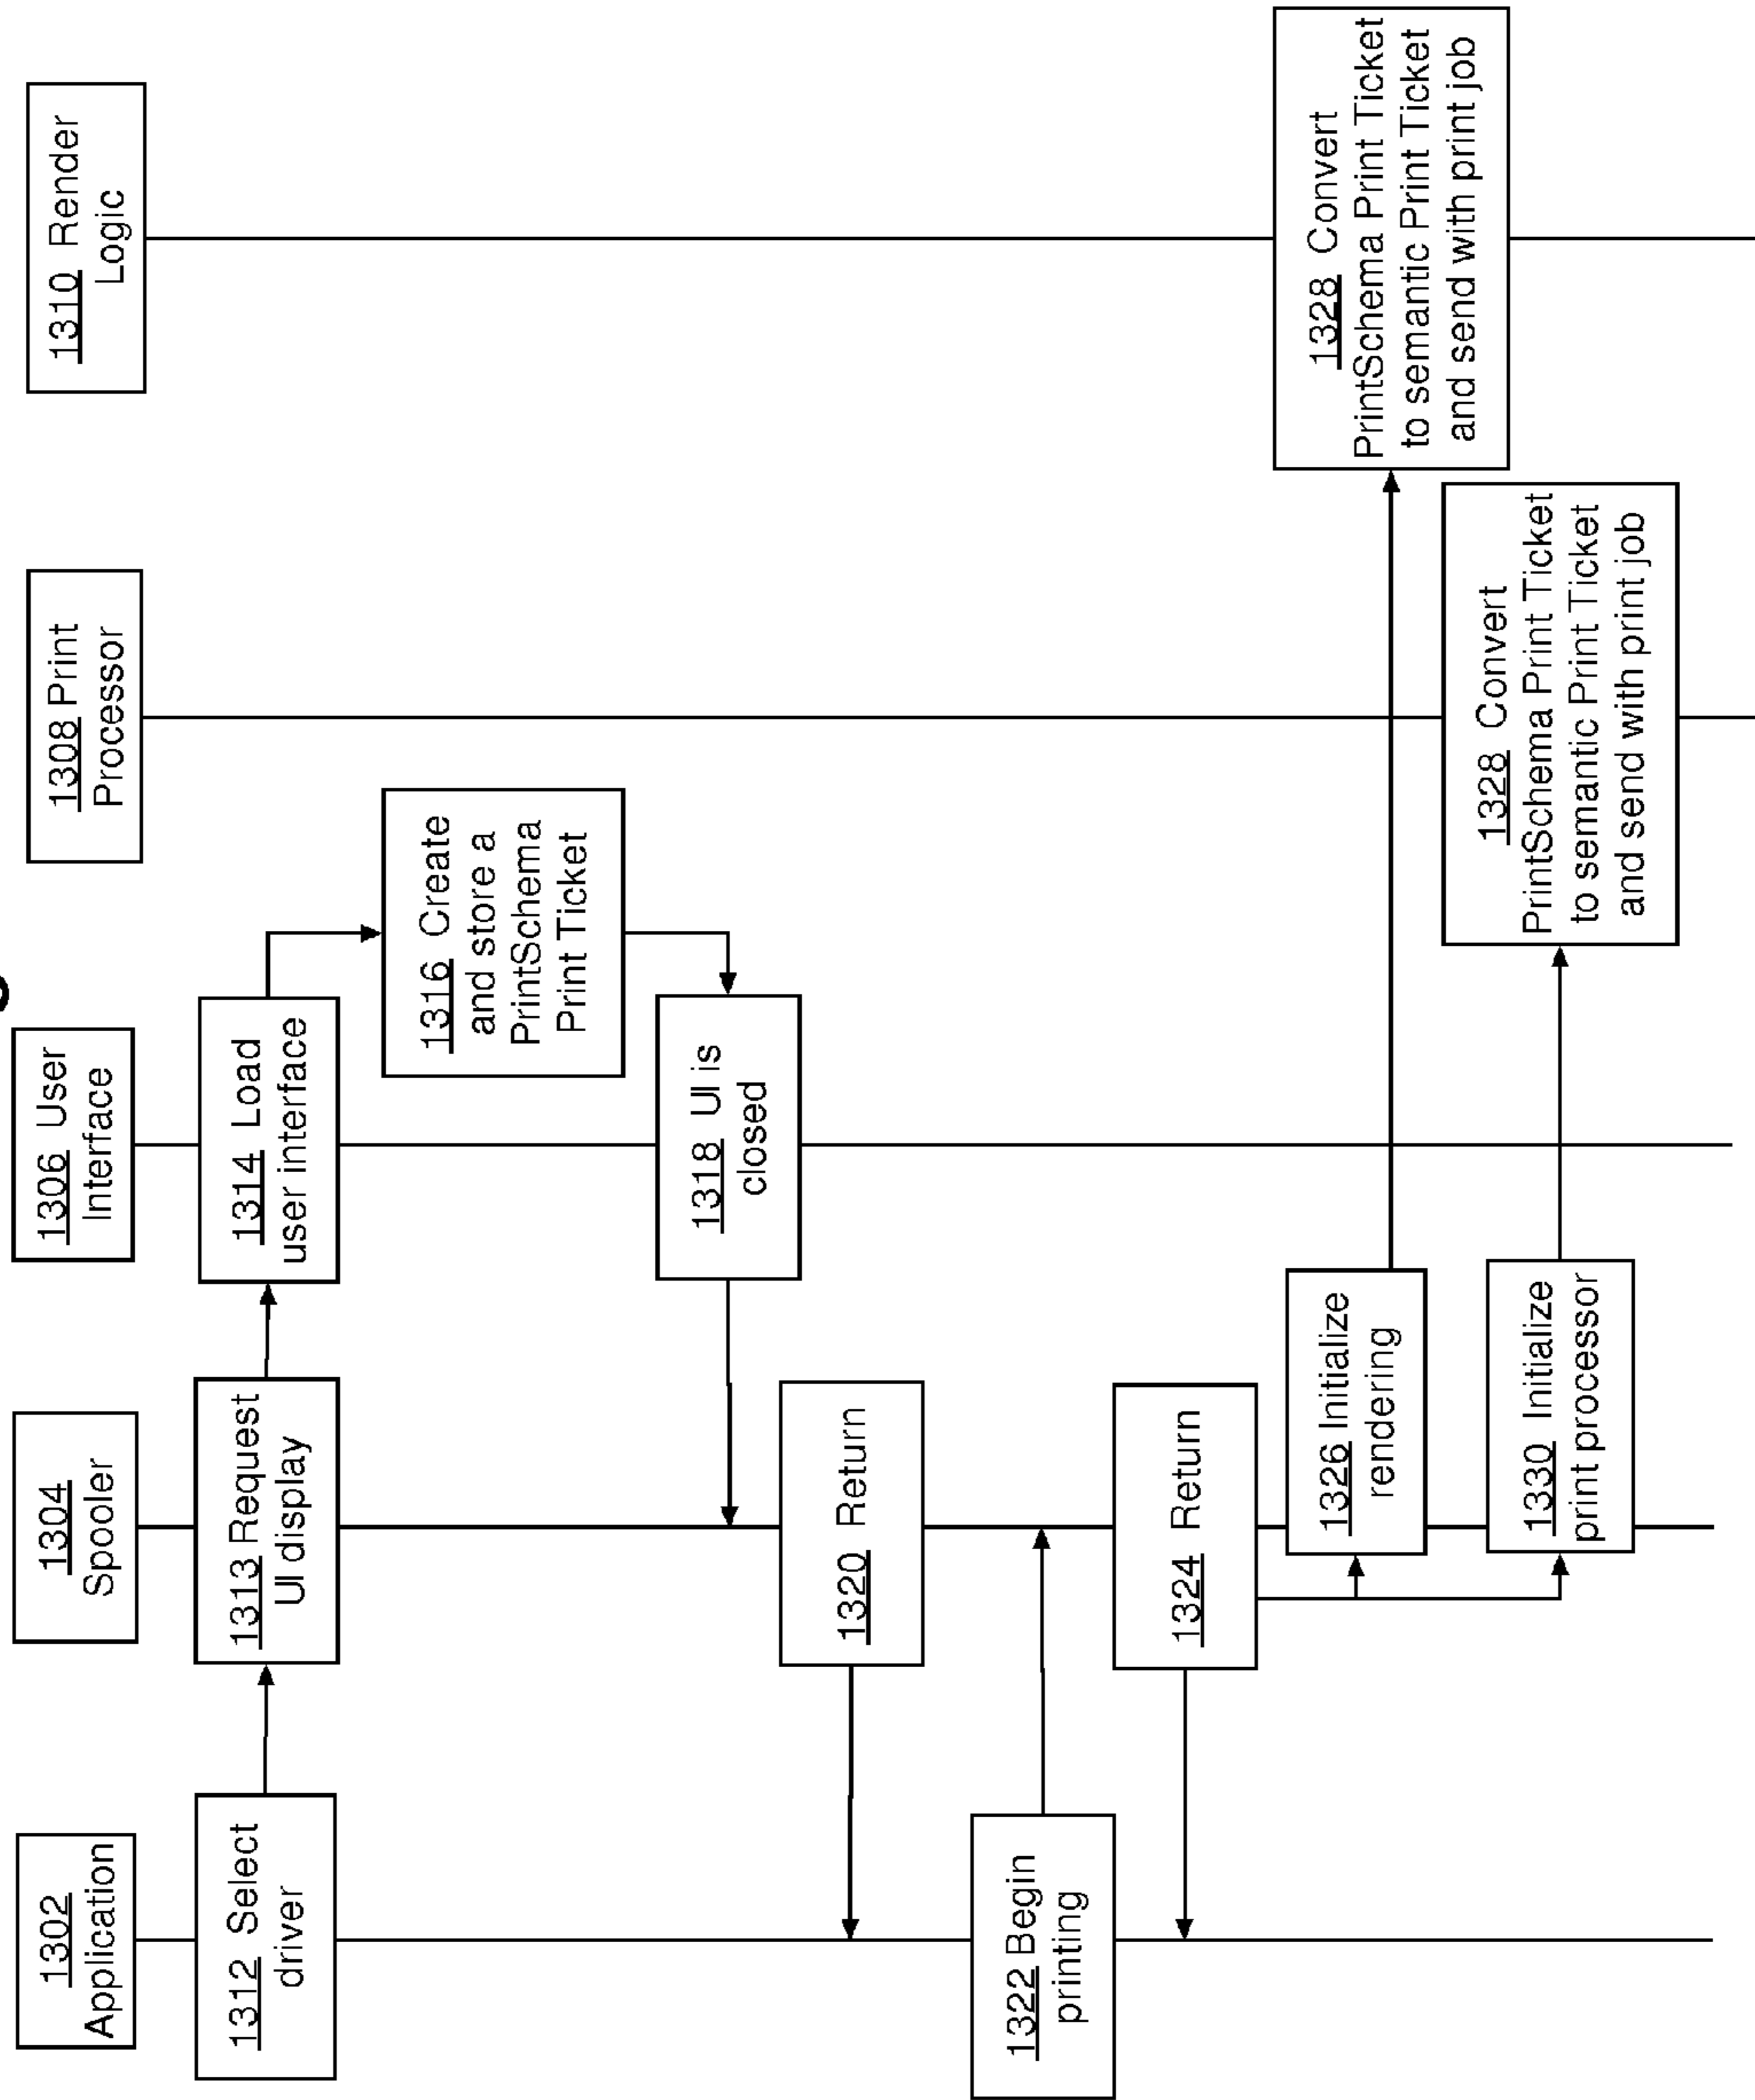 1302
Application
1304
Spooler
1306 User
Interface
1308 Print
Processor
1310 Render
Logic
1312 Select
driver
1313 Request
UI display
1314 Load
user interface
1316 Create
and store a
PrintSchema
Print Ticket
1318 UI is
closed
1320 Return
1322 Begin
printing
1324 Return
1326 Initialize
rendering
1328 Convert
PrintSchema Print Ticket
to semantic Print Ticket
and send with print job
1330 Initialize
print processor
1328 Convert
PrintSchema Print Ticket
to semantic Print Ticket
and send with print job